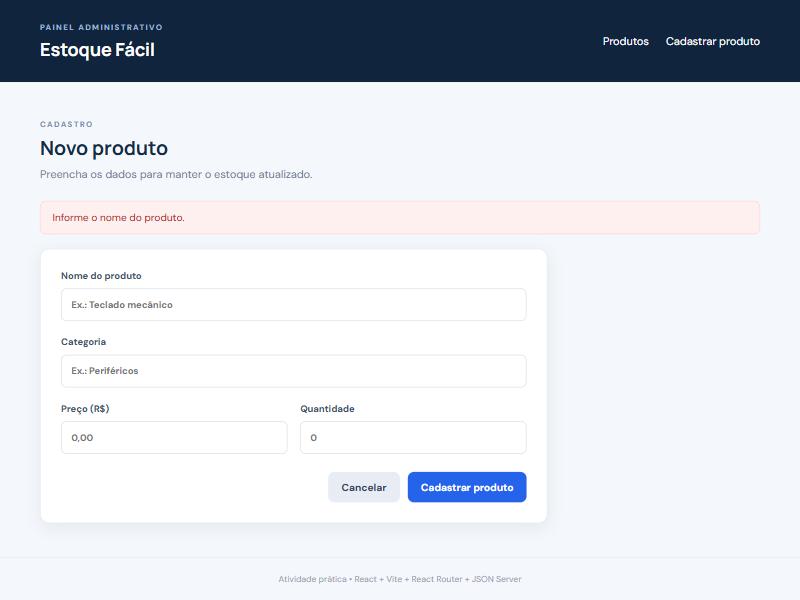 PAINEL ADMINISTRATIVO
Estoque Fácil
Produtos
Cadastrar produto
CADASTRO
Novo produto
Preencha os dados para manter o estoque atualizado.
Informe o nome do produto.
Nome do produto
Ex.: Teclado mecânico
Categoria
Ex.: Periféricos
Preço (R$)
Quantidade
0,00
0
Cancelar
Cadastrar produto
Atividade prática • React + Vite + React Router + JSON Server